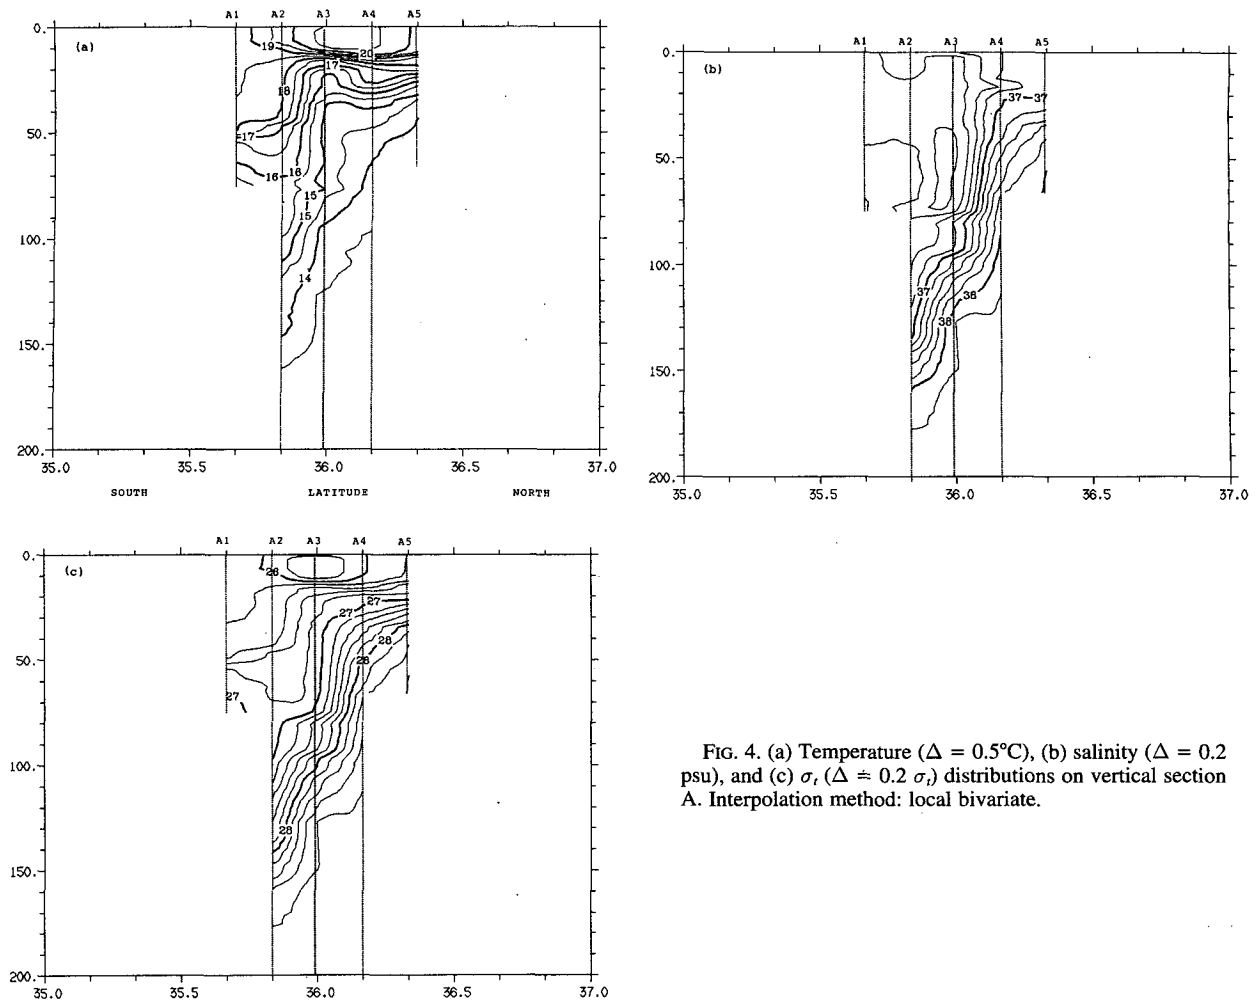 A1 A2 A3 A4 A5
0.
(a)
19
20
17
18
50.
17
16 16
15
15
100.
14
150.
200.
35.0 35.5 36.0 36.5 37.0
SOUTH LATITUDE NORTH
A1 A2 A3 A4 A5
0.
(b)
37 37
50.
100.
37
38
38
150.
200.
35.0 35.5 36.0 36.5 37.0
A1 A2 A3 A4 A5
0.
(c)
26
27
27
28
28
50.
27
100.
28
150.
200.
35.0 35.5 36.0 36.5 37.0
FIG. 4. (a) Temperature (Δ = 0.5°C), (b) salinity (Δ = 0.2
psu), and (c) σt (Δ ≐ 0.2 σt) distributions on vertical section
A. Interpolation method: local bivariate.